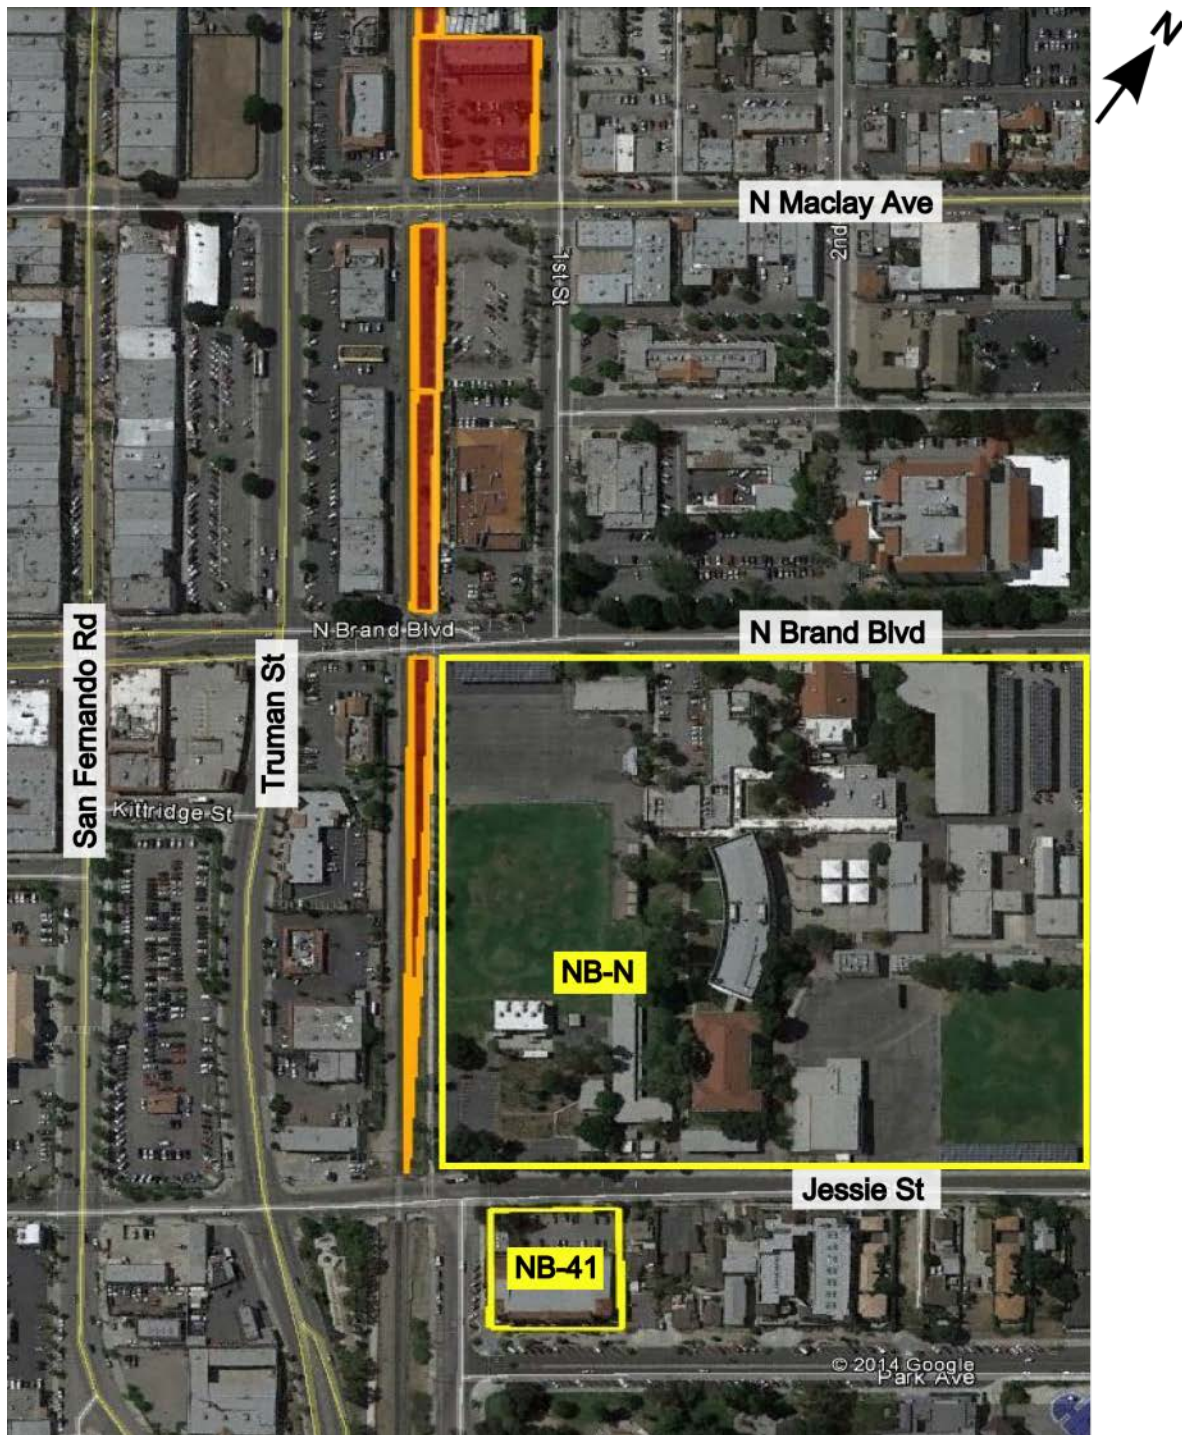 N
N Maclay Ave
2nd
1st St
N Brand Blvd
N Brand Blvd
San Fernando Rd
Truman St
Kittridge St
NB-N
Jessie St
NB-41
© 2014 Google
Park Ave